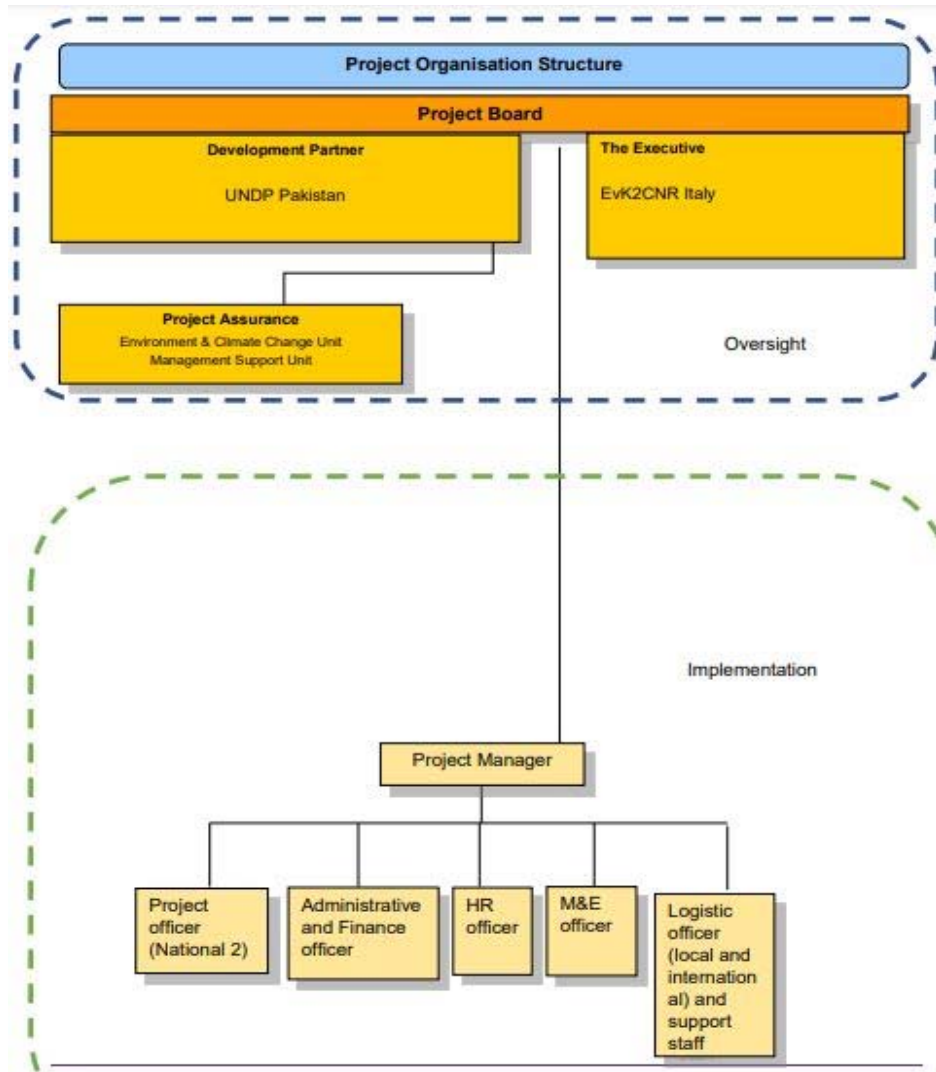 Project Organisation Structure
Project Board
Development Partner
UNDP Pakistan
The Executive
EvK2CNR Italy
Project Assurance
Environment & Climate Change Unit
Management Support Unit
Oversight
Implementation
Project Manager
Project
officer
(National 2)
Administrative
and Finance
officer
HR
officer
M&E
officer
Logistic
officer
(local and
internation
al) and
support
staff